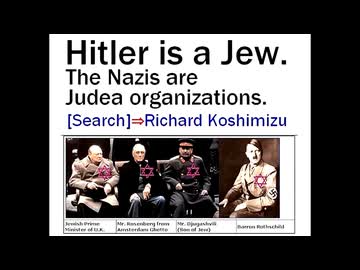 Hitler is a Jew.
The Nazis are
Judea organizations.
[Search]⇒Richard Koshimizu
Jewish Prime
Minister of U.K.
Mr. Rosenberg from
Amsterdam Ghetto
Mr. Djugashvili
(Son of Jew)
Barron Rothschild